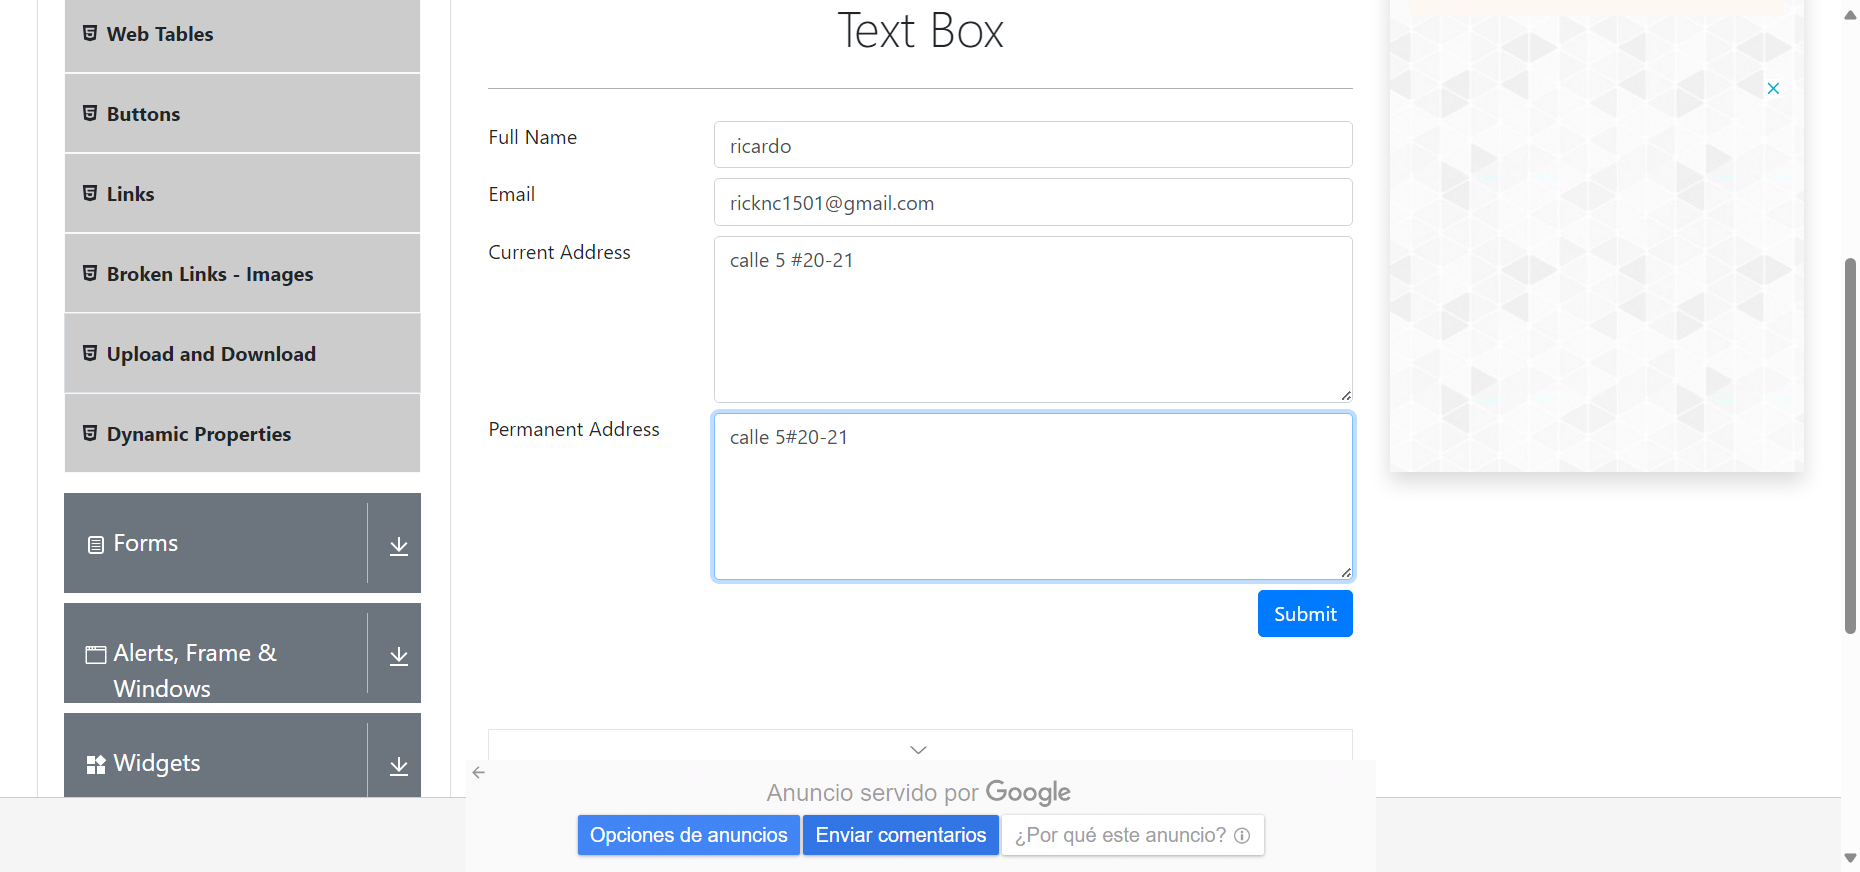 Web Tables
Buttons
Links
Broken Links - Images
Upload and Download
Dynamic Properties
Forms
Alerts, Frame &
Windows
Widgets
Text Box
Full Name
ricardo
Email
ricknc1501@gmail.com
Current Address
calle 5 #20-21
Permanent Address
calle 5#20-21
Submit
Anuncio servido por Google
Opciones de anuncios
Enviar comentarios
¿Por qué este anuncio?